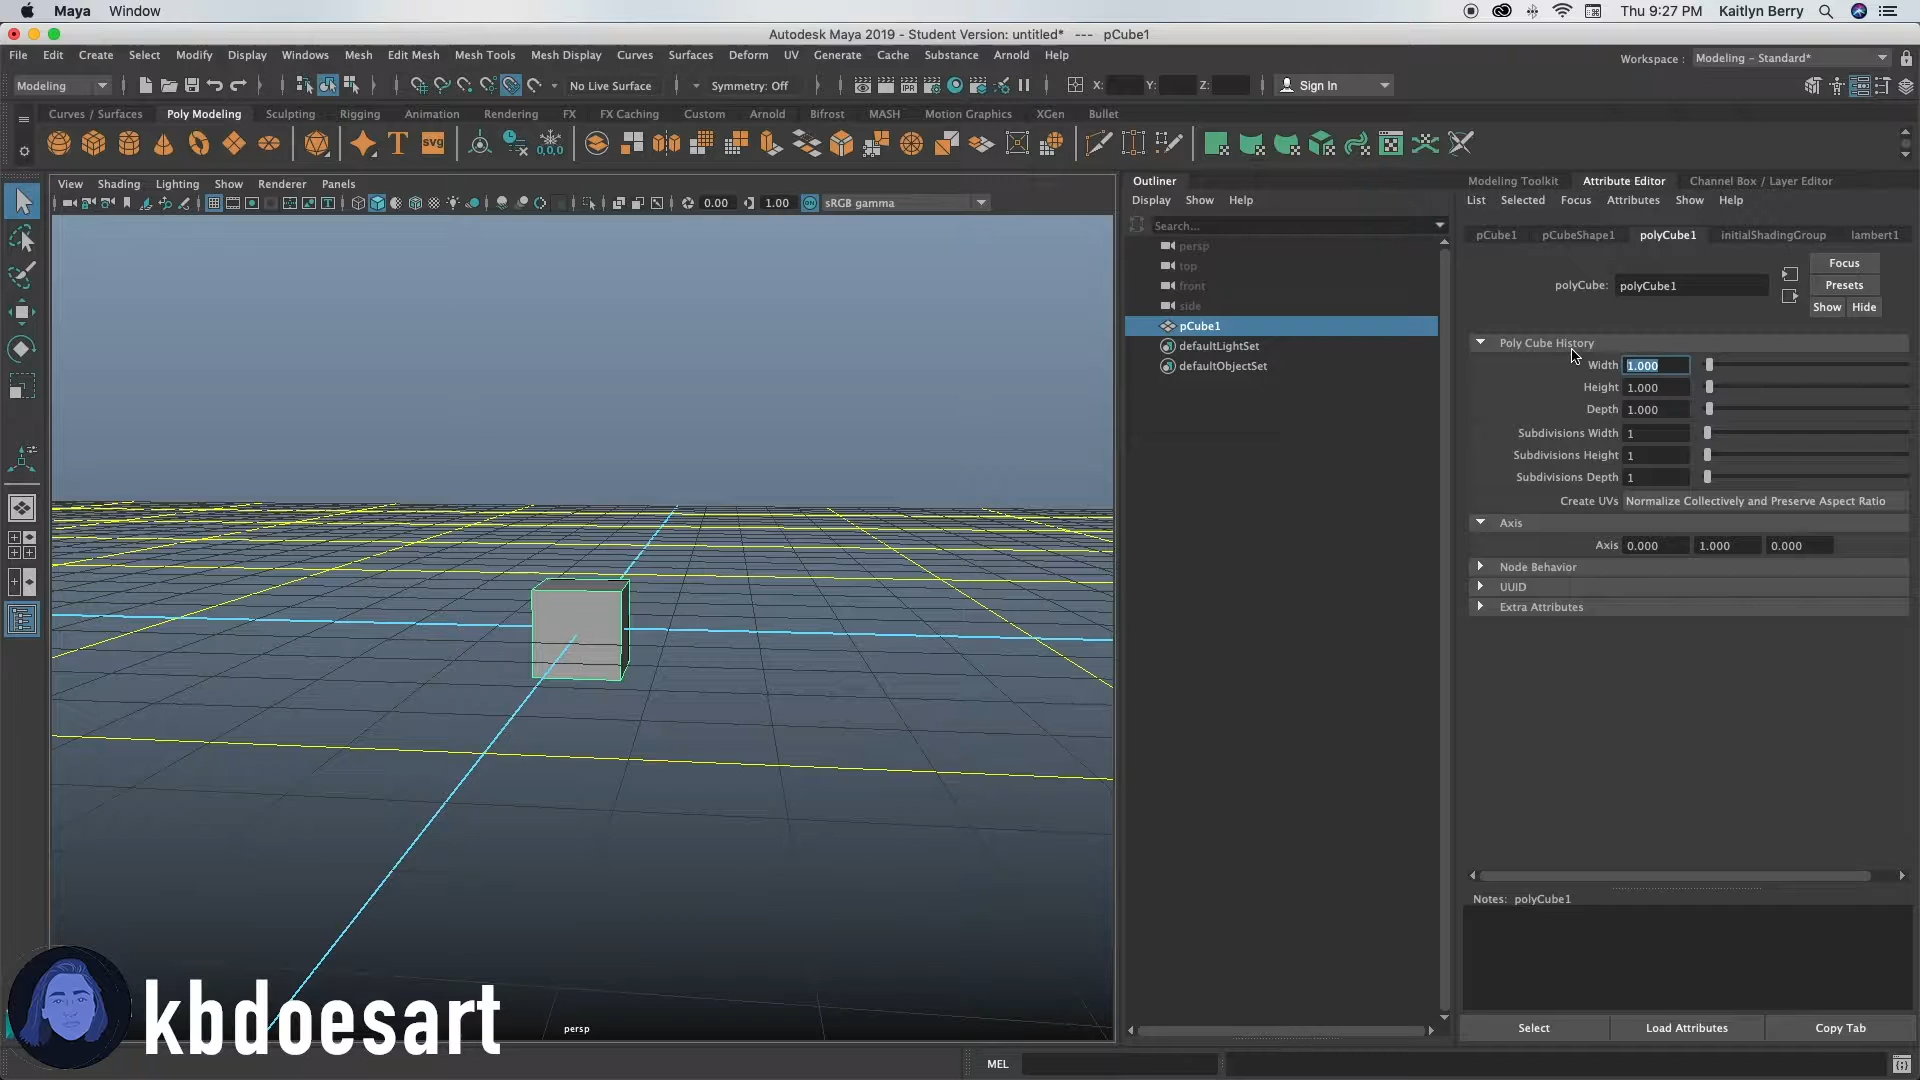 Maya Window Thu 9:27 PM Kaitlyn Berry
Autodesk Maya 2019 - Student Version: untitled* --- pCube1
File Edit Create Select Modify Display Windows Mesh Edit Mesh Mesh Tools Mesh Display Curves Surfaces Deform UV Generate Cache Substance Arnold Help
Workspace : Modeling - Standard*
Modeling No Live Surface Symmetry: Off IPR X: Y: Z: Sign In
Curves / Surfaces Poly Modeling Sculpting Rigging Animation Rendering FX FX Caching Custom Arnold Bifrost MASH Motion Graphics XGen Bullet
T SVG 0,0,0
View Shading Lighting Show Renderer Panels
0.00 1.00 ON sRGB gamma
Outliner
Display Show Help
Search...
persp
top
front
side
pCube1
defaultLightSet
defaultObjectSet
Modeling Toolkit Attribute Editor Channel Box / Layer Editor
List Selected Focus Attributes Show Help
pCube1 pCubeShape1 polyCube1 initialShadingGroup lambert1
Focus
polyCube: polyCube1 Presets
Show Hide
Poly Cube History
Width 1.000
Height 1.000
Depth 1.000
Subdivisions Width 1
Subdivisions Height 1
Subdivisions Depth 1
Create UVs Normalize Collectively and Preserve Aspect Ratio
Axis
Axis 0.000 1.000 0.000
Node Behavior
UUID
Extra Attributes
Notes: polyCube1
Select Load Attributes Copy Tab
kbdoesart
persp
MEL